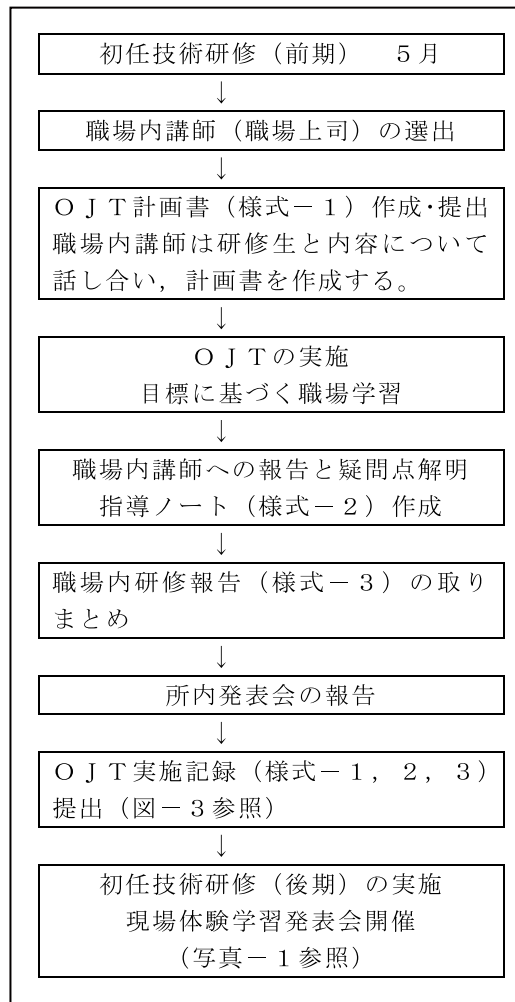 初任技術研修（前期）　５月
↓
職場内講師（職場上司）の選出
↓
ＯＪＴ計画書（様式－１）作成・提出
職場内講師は研修生と内容について
話し合い，計画書を作成する。
↓
ＯＪＴの実施
目標に基づく職場学習
↓
職場内講師への報告と疑問点解明
指導ノート（様式－２）作成
↓
職場内研修報告（様式－３）の取り
まとめ
↓
所内発表会の報告
↓
ＯＪＴ実施記録（様式－１，２，３）
提出（図－３参照）
↓
初任技術研修（後期）の実施
現場体験学習発表会開催
（写真－１参照）